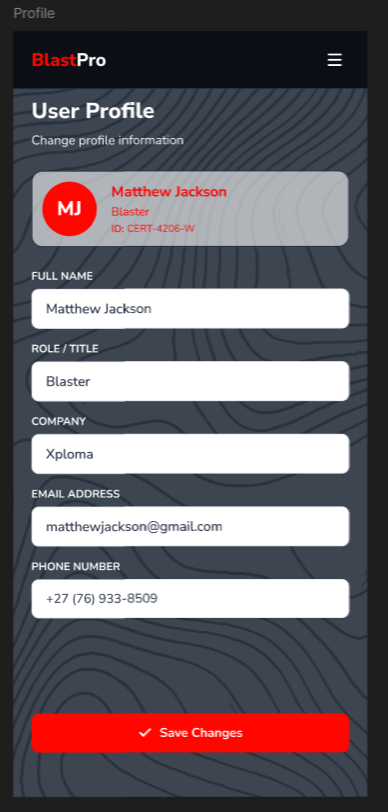 Profile
BlastPro
User Profile
Change profile information
MJ
Matthew Jackson
Blaster
ID: CERT-4206-W
FULL NAME
Matthew Jackson
ROLE / TITLE
Blaster
COMPANY
Xploma
EMAIL ADDRESS
matthewjackson@gmail.com
PHONE NUMBER
+27 (76) 933-8509
Save Changes